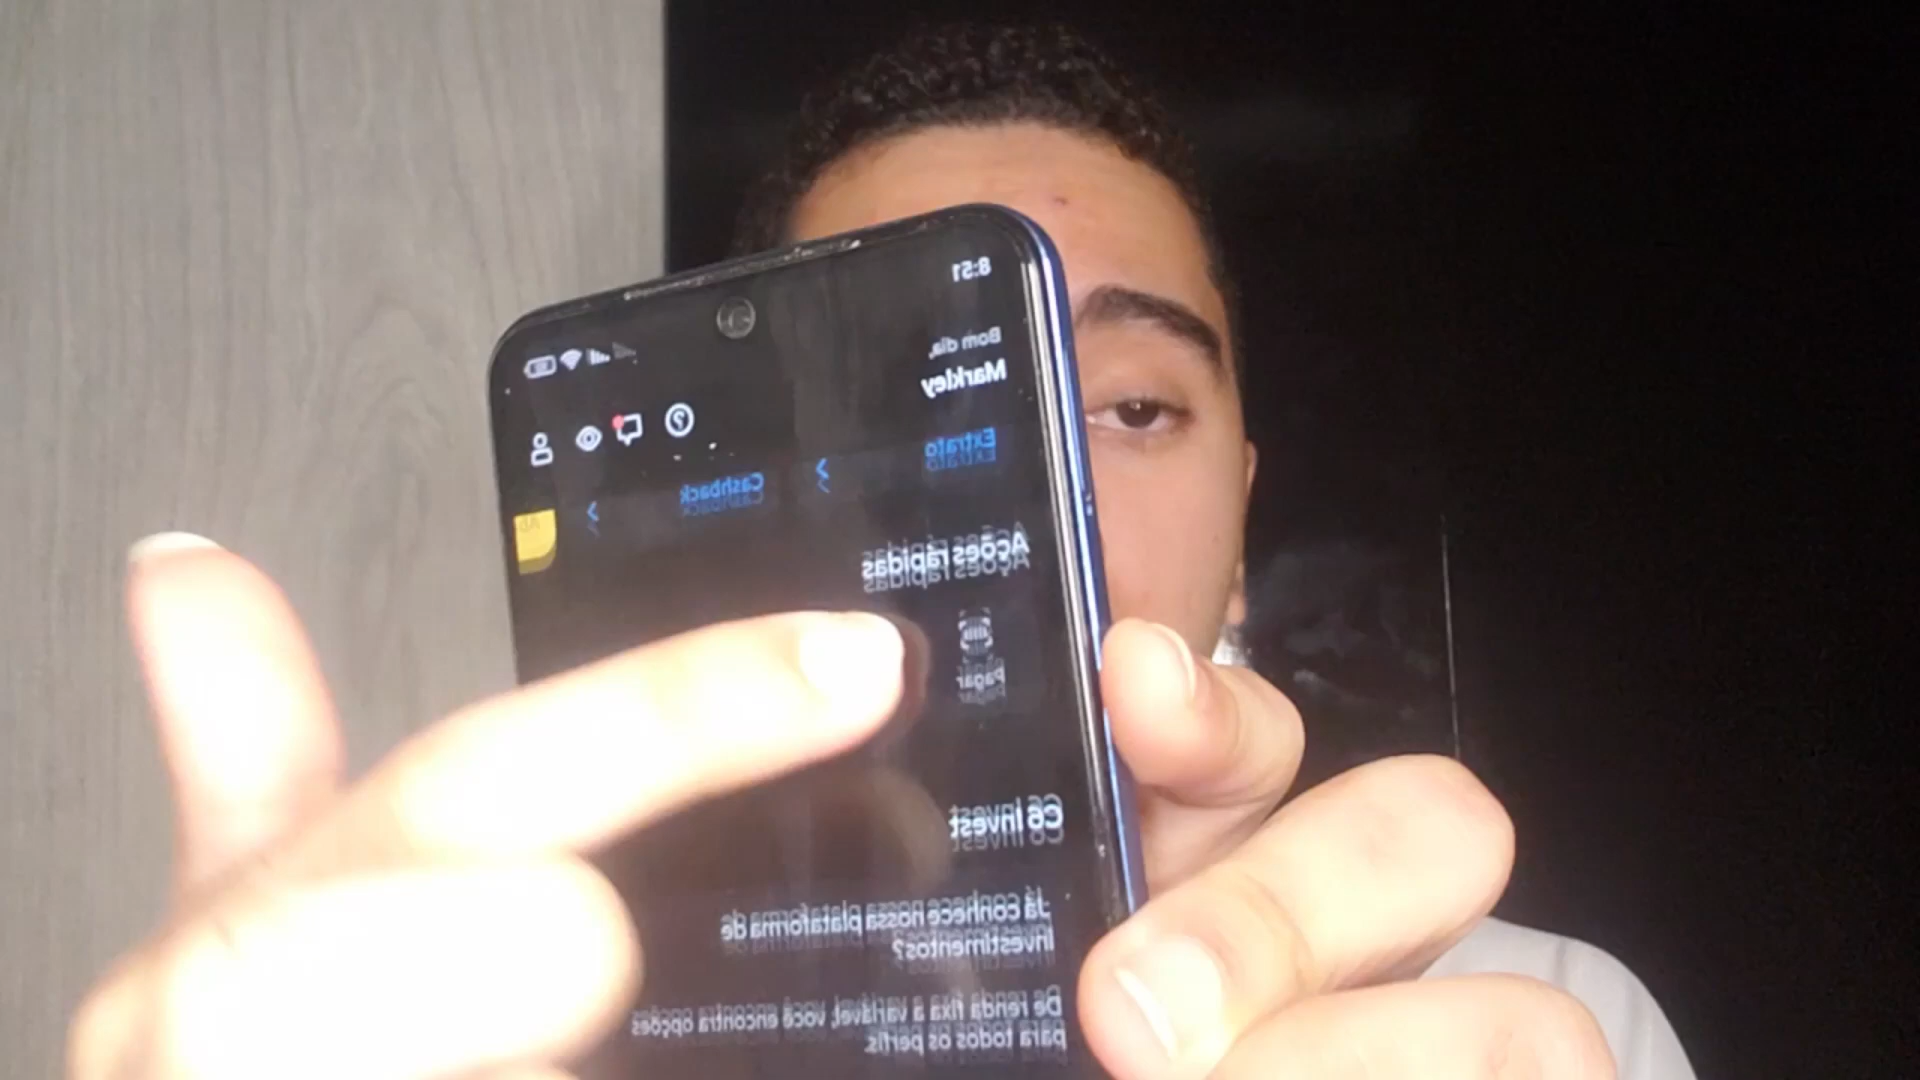 8:51
Bom dia,
Markley
Extrato
Cashback
Ações rápidas
Pagar
C6 Invest
Já conhece nossa plataforma de
investimentos?
De renda fixa a variável, você encontra opções
para todos os perfis.